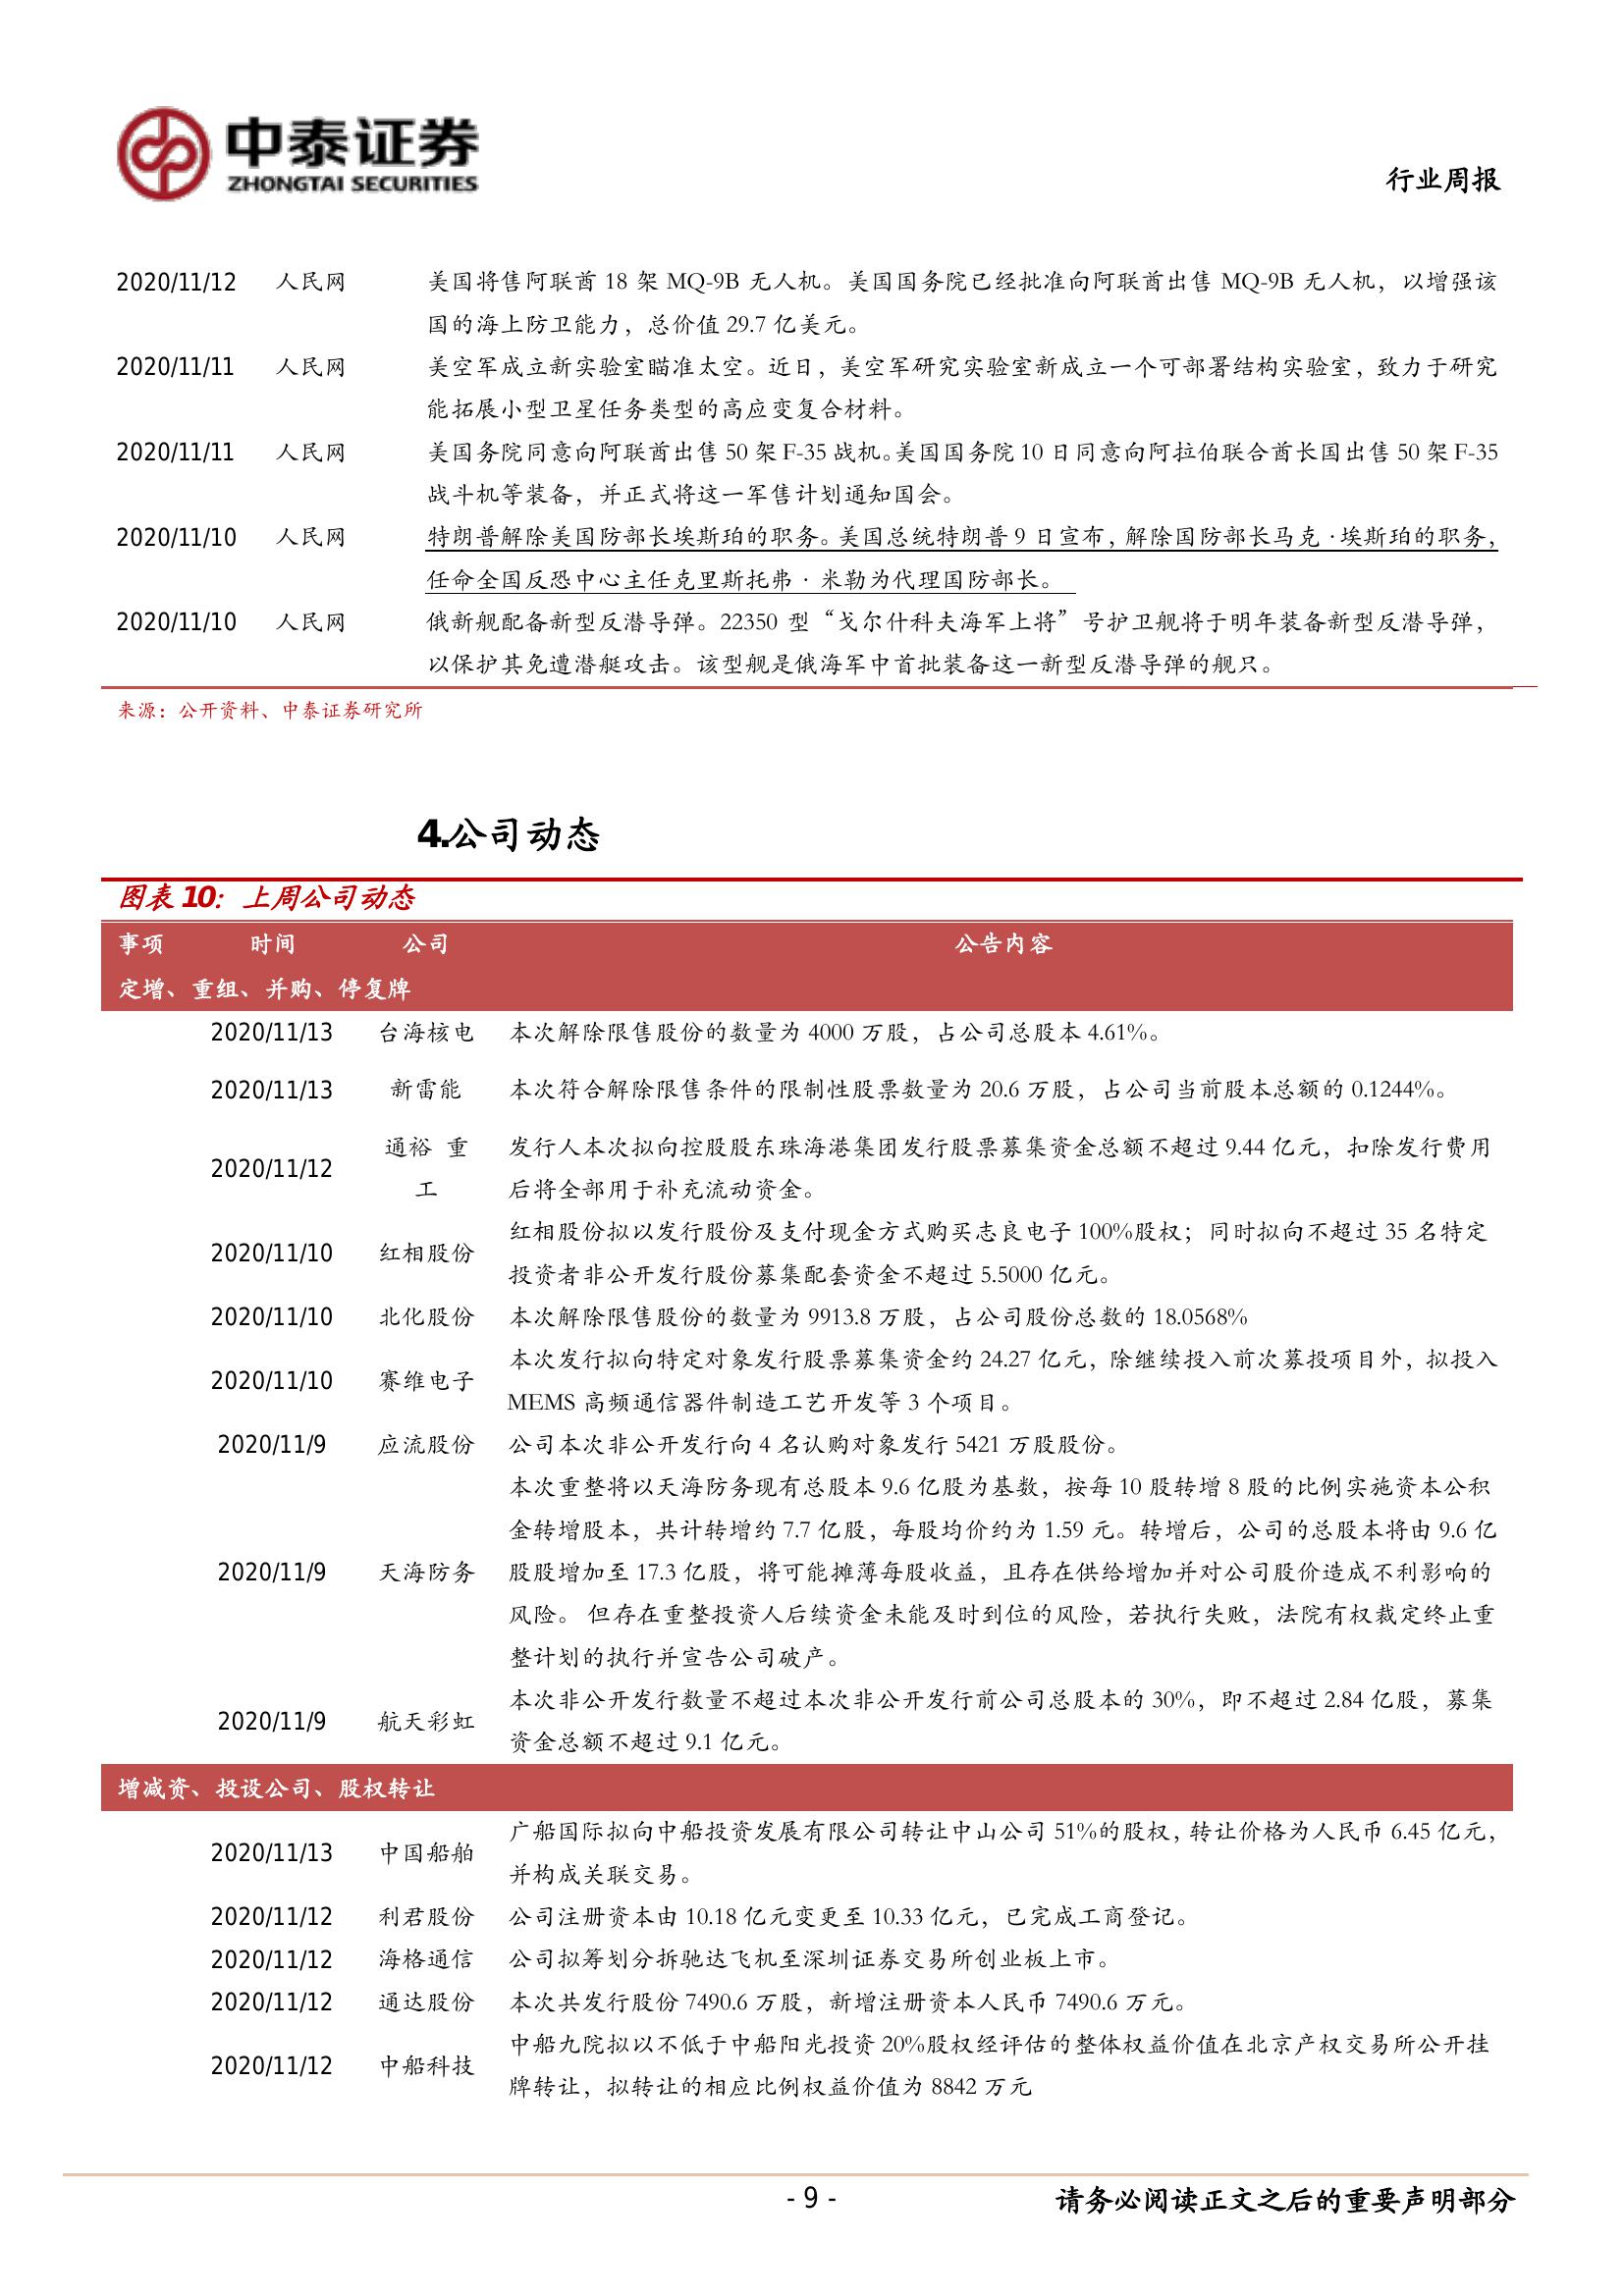 中泰证券
ZHONGTAI SECURITIES
行业周报
2020/11/12 人民网 美国将售阿联酋 18 架 MQ-9B 无人机。美国国务院已经批准向阿联酋出售 MQ-9B 无人机，以增强该
国的海上防卫能力，总价值 29.7 亿美元。
2020/11/11 人民网 美空军成立新实验室瞄准太空。近日，美空军研究实验室新成立一个可部署结构实验室，致力于研究
能拓展小型卫星任务类型的高应变复合材料。
2020/11/11 人民网 美国务院同意向阿联酋出售 50 架 F-35 战机。美国国务院 10 日同意向阿拉伯联合酋长国出售 50 架 F-35
战斗机等装备，并正式将这一军售计划通知国会。
2020/11/10 人民网 特朗普解除美国防部长埃斯珀的职务。美国总统特朗普 9 日宣布，解除国防部长马克·埃斯珀的职务，
任命全国反恐中心主任克里斯托弗·米勒为代理国防部长。
2020/11/10 人民网 俄新舰配备新型反潜导弹。22350 型“戈尔什科夫海军上将”号护卫舰将于明年装备新型反潜导弹，
以保护其免遭潜艇攻击。该型舰是俄海军中首批装备这一新型反潜导弹的舰只。
来源：公开资料、中泰证券研究所
4.公司动态
图表 10：上周公司动态
事项 时间 公司 公告内容
定增、重组、并购、停复牌
2020/11/13 台海核电 本次解除限售股份的数量为 4000 万股，占公司总股本 4.61%。
2020/11/13 新雷能 本次符合解除限售条件的限制性股票数量为 20.6 万股，占公司当前股本总额的 0.1244%。
2020/11/12 通裕 重工 发行人本次拟向控股股东珠海港集团发行股票募集资金总额不超过 9.44 亿元，扣除发行费用
后将全部用于补充流动资金。
2020/11/10 红相股份 红相股份拟以发行股份及支付现金方式购买志良电子 100%股权；同时拟向不超过 35 名特定
投资者非公开发行股份募集配套资金不超过 5.5000 亿元。
2020/11/10 北化股份 本次解除限售股份的数量为 9913.8 万股，占公司股份总数的 18.0568%
2020/11/10 赛维电子 本次发行拟向特定对象发行股票募集资金约 24.27 亿元，除继续投入前次募投项目外，拟投入
MEMS 高频通信器件制造工艺开发等 3 个项目。
2020/11/9 应流股份 公司本次非公开发行向 4 名认购对象发行 5421 万股股份。
2020/11/9 天海防务 本次重整将以天海防务现有总股本 9.6 亿股为基数，按每 10 股转增 8 股的比例实施资本公积
金转增股本，共计转增约 7.7 亿股，每股均价约为 1.59 元。转增后，公司的总股本将由 9.6 亿
股股增加至 17.3 亿股，将可能摊薄每股收益，且存在供给增加并对公司股价造成不利影响的
风险。 但存在重整投资人后续资金未能及时到位的风险，若执行失败，法院有权裁定终止重
整计划的执行并宣告公司破产。
2020/11/9 航天彩虹 本次非公开发行数量不超过本次非公开发行前公司总股本的 30%，即不超过 2.84 亿股，募集
资金总额不超过 9.1 亿元。
增减资、投设公司、股权转让
2020/11/13 中国船舶 广船国际拟向中船投资发展有限公司转让中山公司 51%的股权，转让价格为人民币 6.45 亿元，
并构成关联交易。
2020/11/12 利君股份 公司注册资本由 10.18 亿元变更至 10.33 亿元，已完成工商登记。
2020/11/12 海格通信 公司拟筹划分拆驰达飞机至深圳证券交易所创业板上市。
2020/11/12 通达股份 本次共发行股份 7490.6 万股，新增注册资本人民币 7490.6 万元。
2020/11/12 中船科技 中船九院拟以不低于中船阳光投资 20%股权经评估的整体权益价值在北京产权交易所公开挂
牌转让，拟转让的相应比例权益价值为 8842 万元
- 9 -
请务必阅读正文之后的重要声明部分